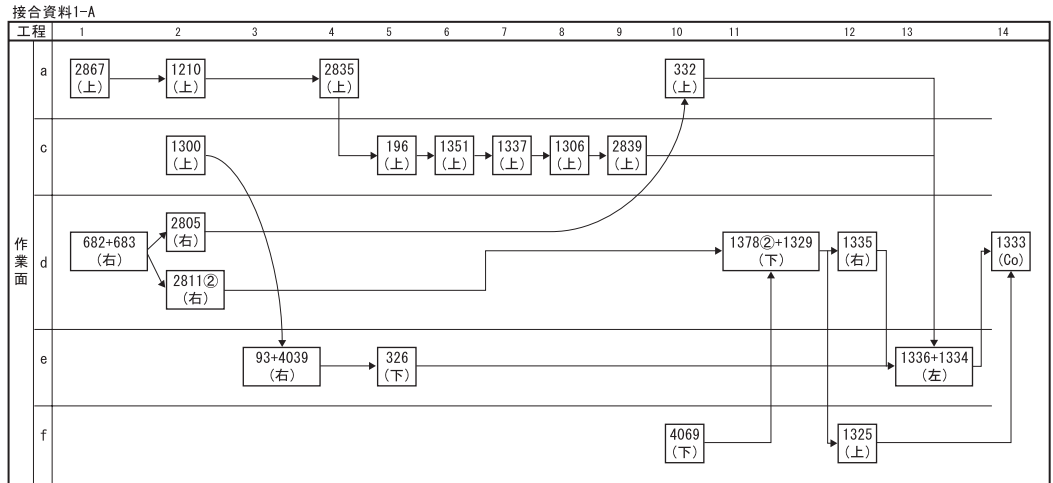 接合資料1-A
工程 1 2 3 4 5 6 7 8 9 10 11 12 13 14
作業面
a
2867
(上)
1210
(上)
2835
(上)
332
(上)
c
1300
(上)
196
(上)
1351
(上)
1337
(上)
1306
(上)
2839
(上)
d
682+683
(右)
2805
(右)
2811②
(右)
1378②+1329
(下)
1335
(右)
1333
(Co)
e
93+4039
(右)
326
(下)
1336+1334
(左)
f
4069
(下)
1325
(上)